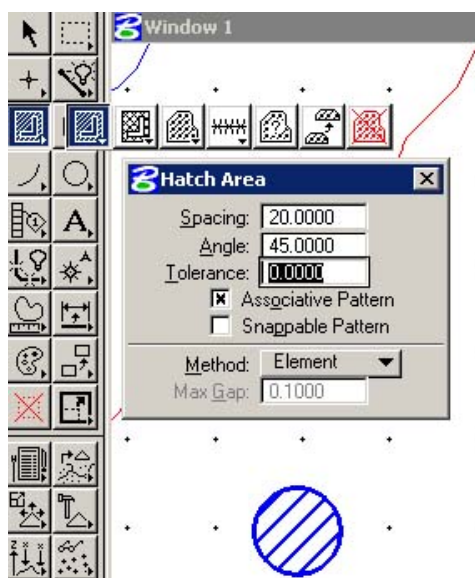 Window 1
Hatch Area
Spacing: 20.0000
Angle: 45.0000
Tolerance: 0.0000
Associative Pattern
Snappable Pattern
Method: Element
Max Gap: 0.1000
A